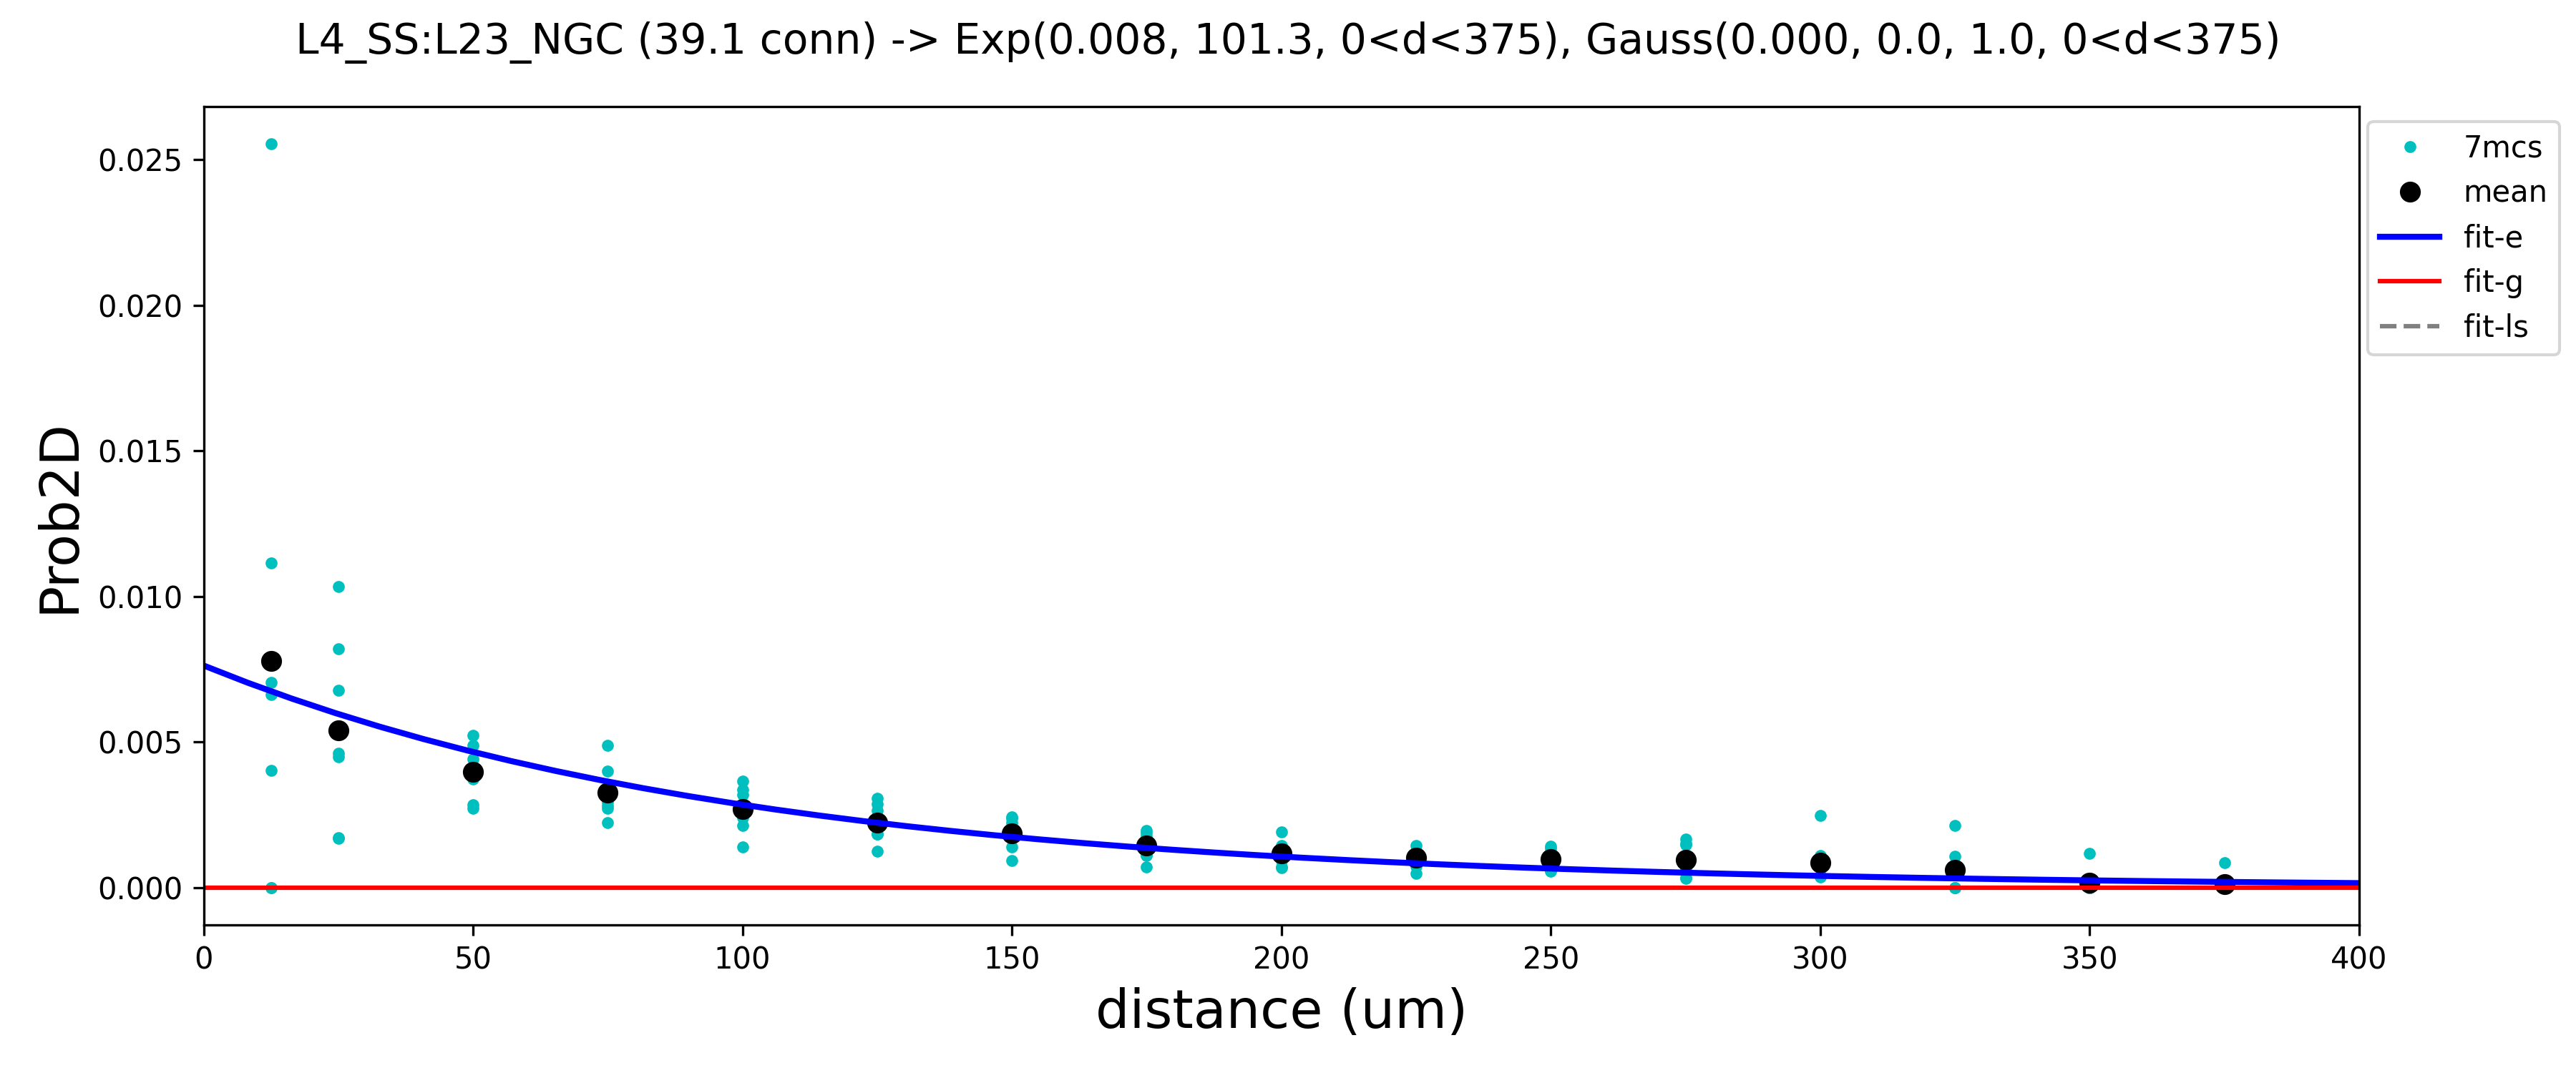 L4_SS:L23_NGC (39.1 conn) -> Exp(0.008, 101.3, 0<d<375), Gauss(0.000, 0.0, 1.0, 0<d<375)
0.025
0.020
0.015
0.010
0.005
0.000
Prob2D
0 50 100 150 200 250 300 350 400
distance (um)
7mcs
mean
fit-e
fit-g
fit-ls